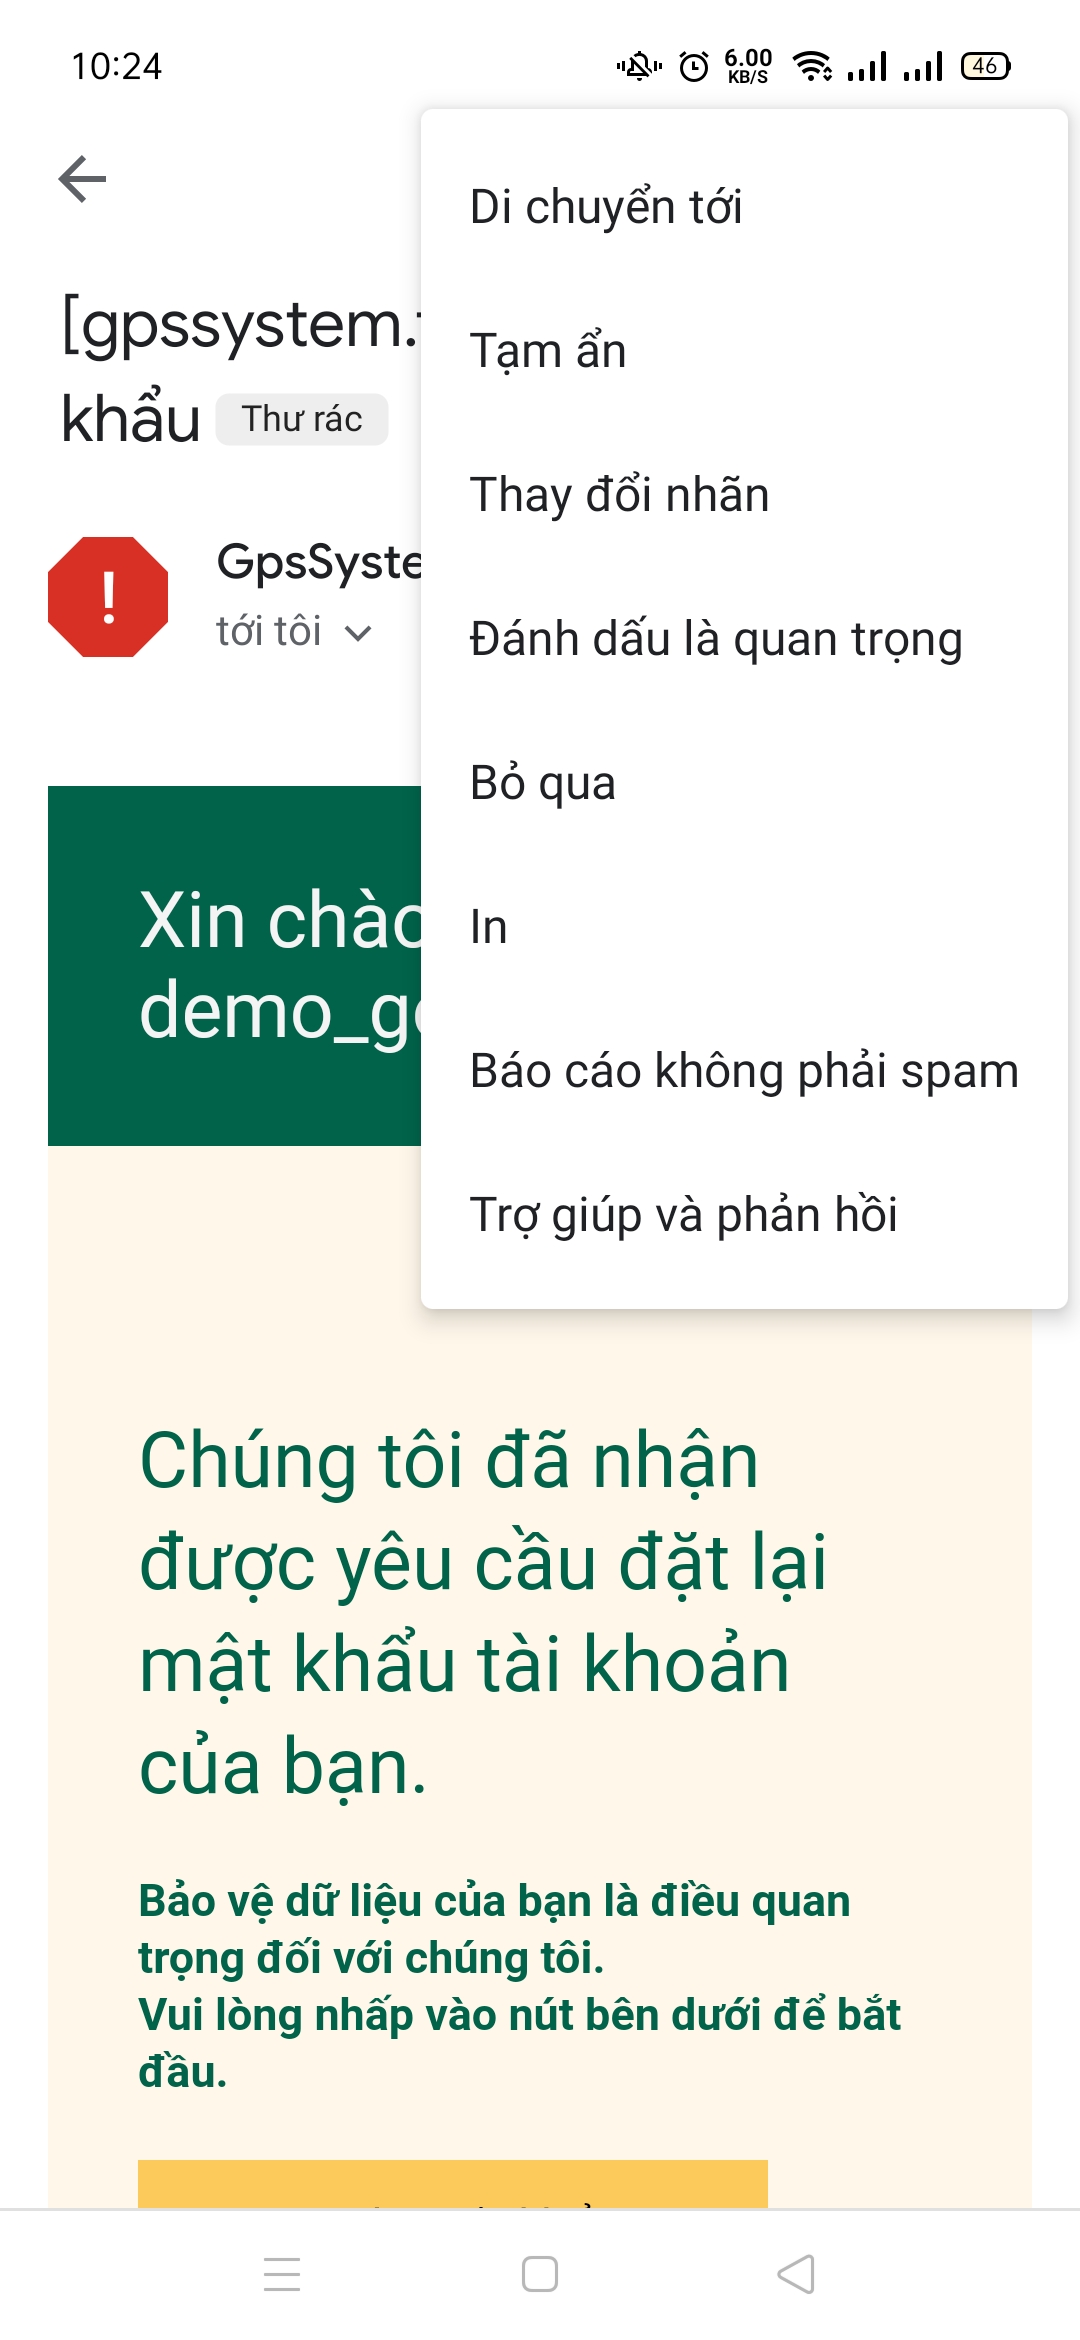 10:24
6.00
KB/S
46
Di chuyển tới
Tạm ẩn
Thay đổi nhãn
Đánh dấu là quan trọng
Bỏ qua
In
Báo cáo không phải spam
Trợ giúp và phản hồi
[gpssystem.
khẩu Thư rác
GpsSyste
tới tôi
Xin chào
demo_g
Chúng tôi đã nhận
được yêu cầu đặt lại
mật khẩu tài khoản
của bạn.
Bảo vệ dữ liệu của bạn là điều quan
trọng đối với chúng tôi.
Vui lòng nhấp vào nút bên dưới để bắt
đầu.